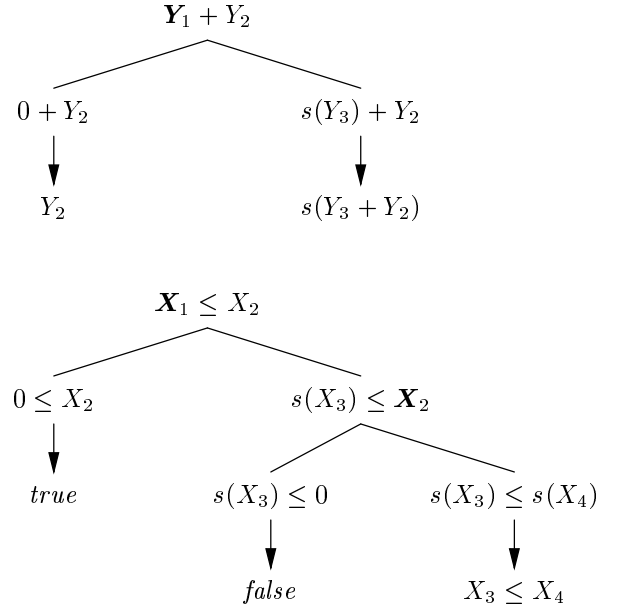 Y₁ + Y₂
0 + Y₂ s(Y₃) + Y₂
Y₂ s(Y₃ + Y₂)
X₁ ≤ X₂
0 ≤ X₂ s(X₃) ≤ X₂
true s(X₃) ≤ 0 s(X₃) ≤ s(X₄)
false X₃ ≤ X₄